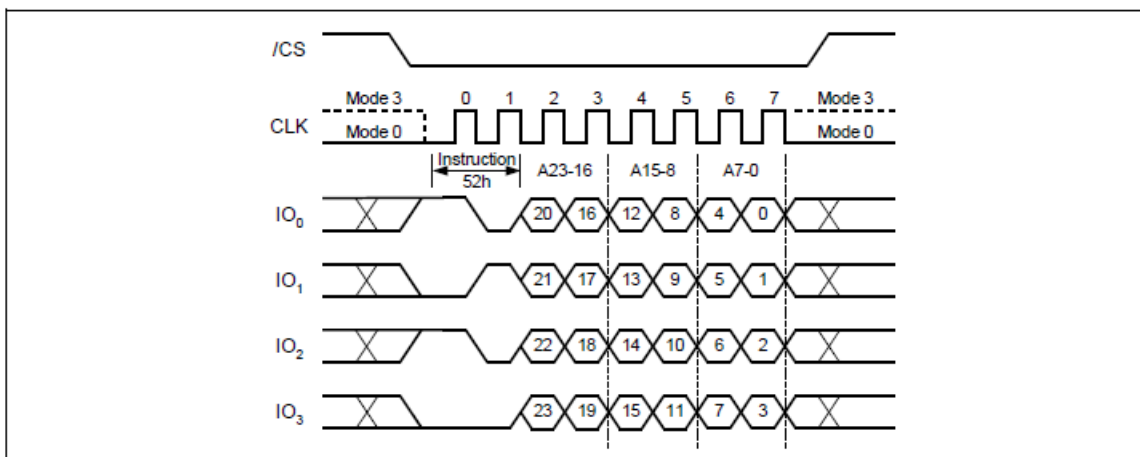 /CS
Mode 3 0 1 2 3 4 5 6 7 Mode 3
CLK
Mode 0 Mode 0
Instruction A23-16 A15-8 A7-0
52h
IO0 20 16 12 8 4 0
IO1 21 17 13 9 5 1
IO2 22 18 14 10 6 2
IO3 23 19 15 11 7 3